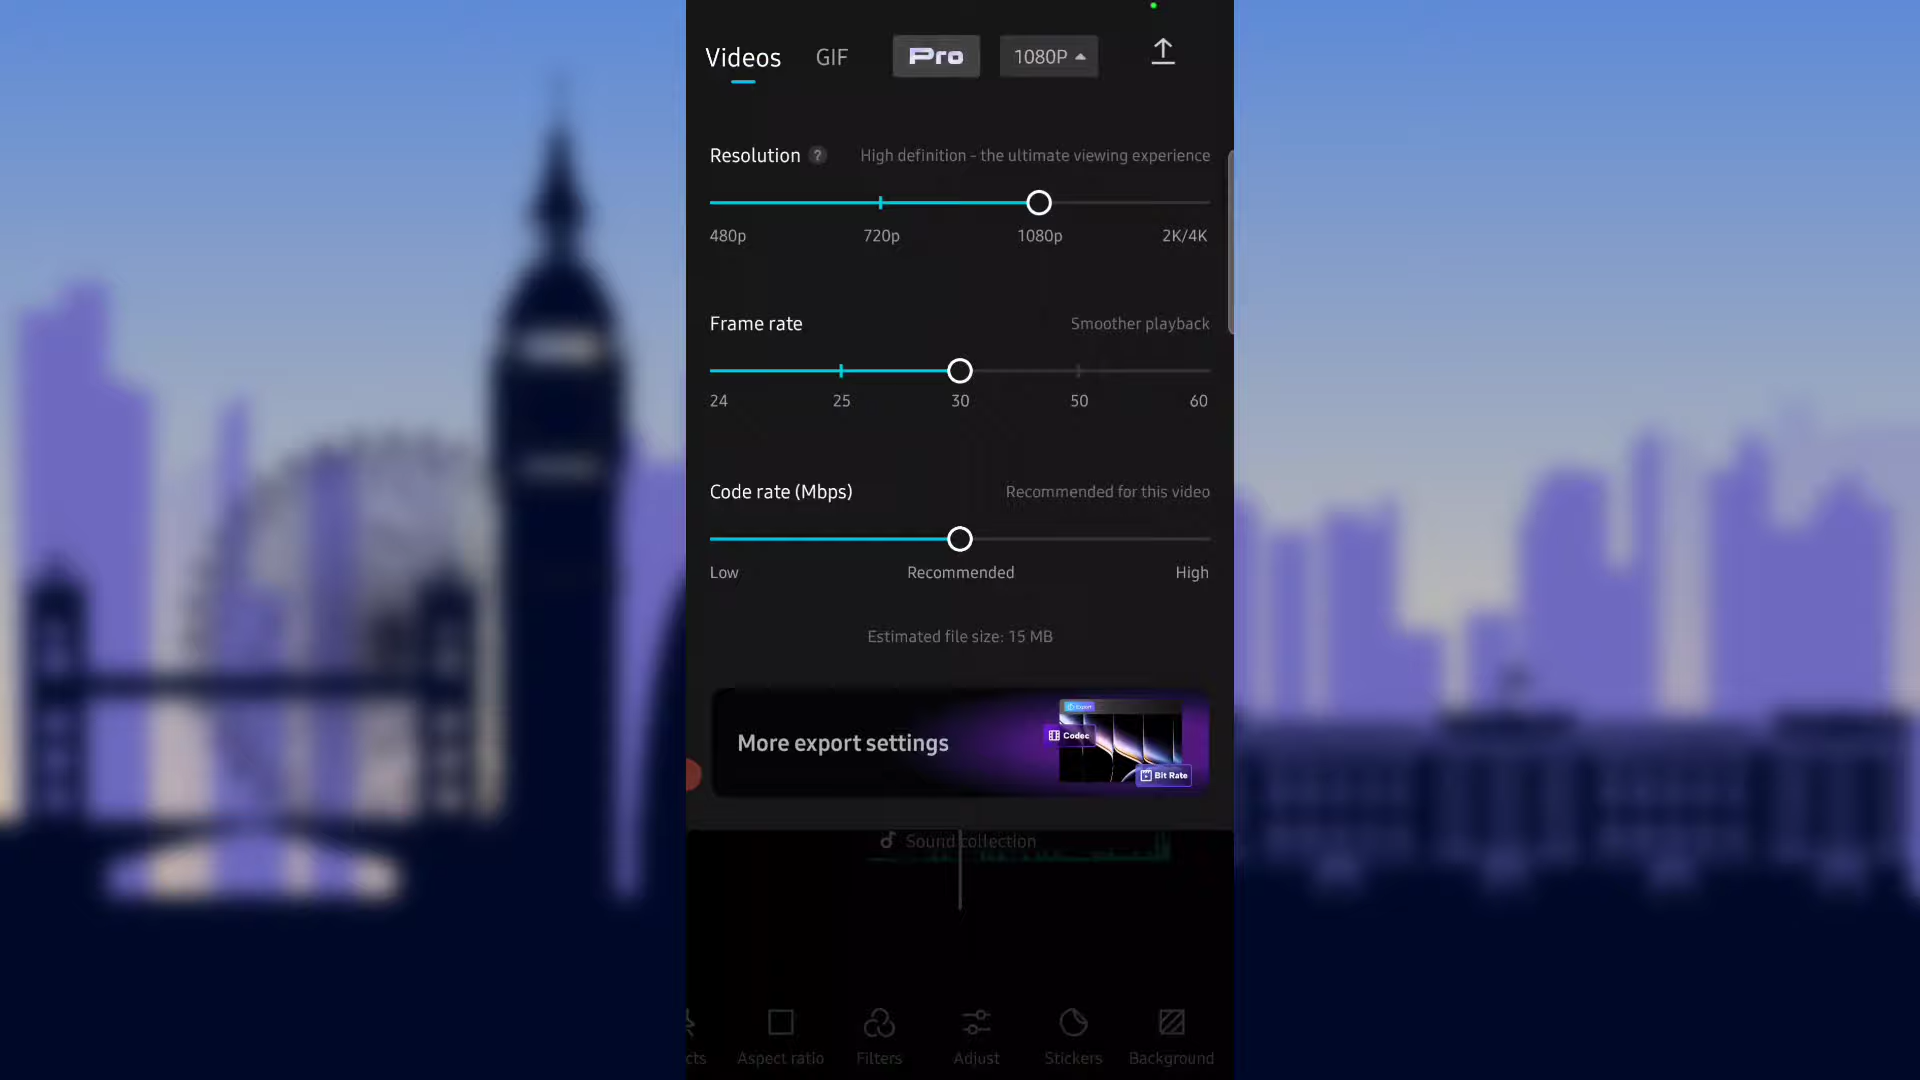 Videos GIF Pro 1080P
Resolution ? High definition - the ultimate viewing experience
480p 720p 1080p 2K/4K
Frame rate Smoother playback
24 25 30 50 60
Code rate (Mbps) Recommended for this video
Low Recommended High
Estimated file size: 15 MB
Export
Codec
More export settings
Bit Rate
Sound collection
cts Aspect ratio Filters Adjust Stickers Background